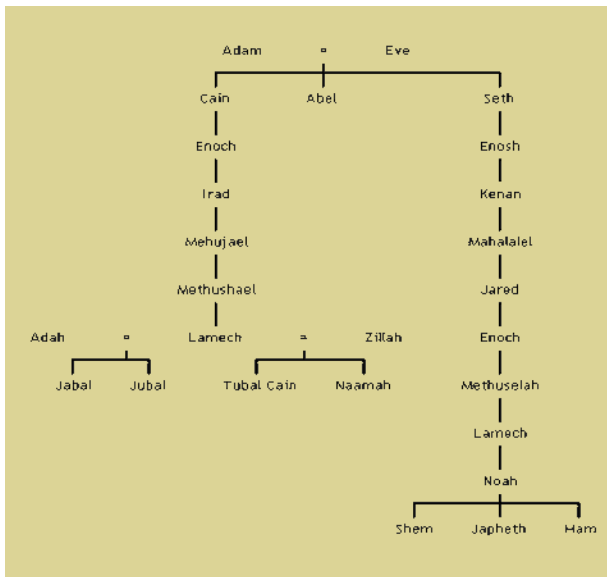 Adam = Eve
Cain Abel Seth
Enoch Enosh
Irad Kenan
Mehujael Mahalalel
Methushael Jared
Adah = Lamech = Zillah Enoch
Jabal Jubal Tubal Cain Naamah Methuselah
Lamech
Noah
Shem Japheth Ham